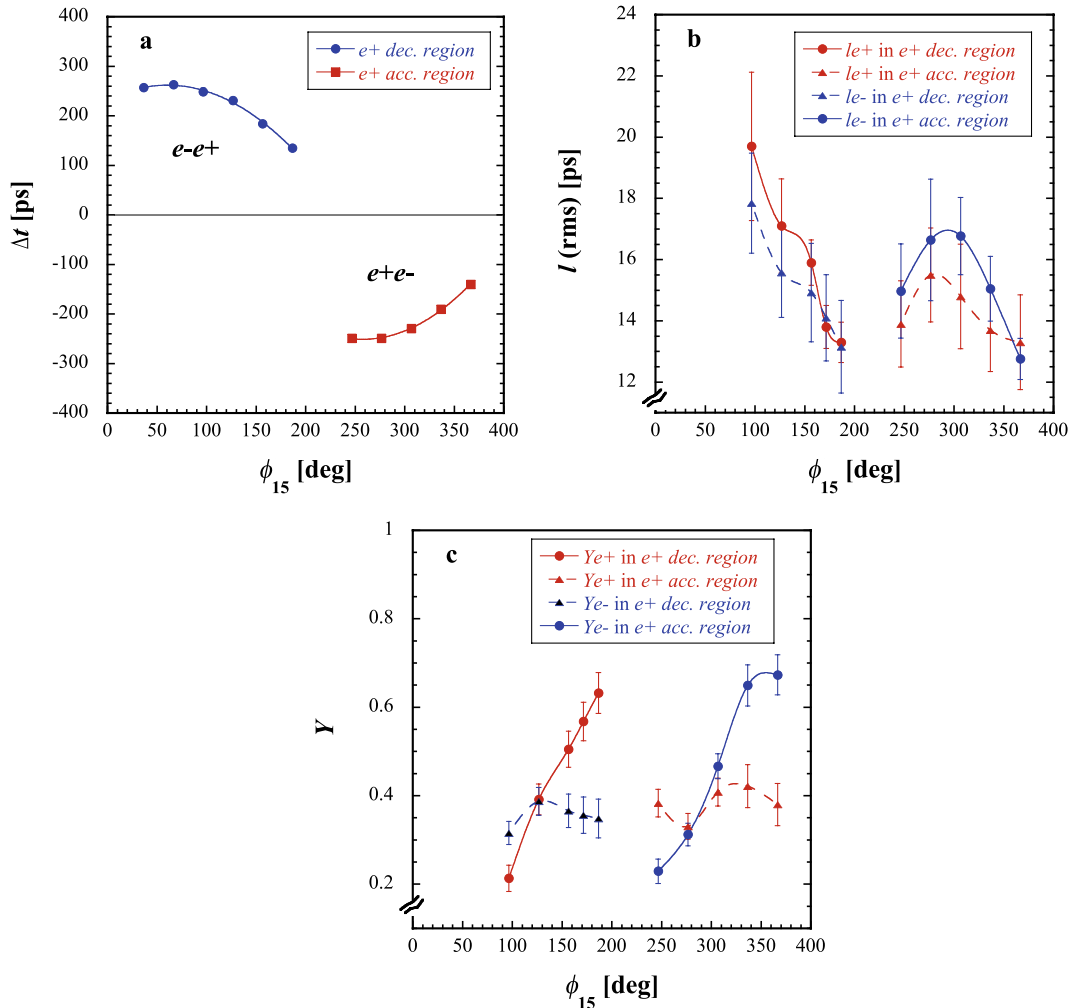 a
e+ dec. region
e+ acc. region
e-e+
e+e-
400
300
200
100
0
-100
-200
-300
-400
Δt [ps]
0 50 100 150 200 250 300 350 400
ϕ15 [deg]
b
le+ in e+ dec. region
le+ in e+ acc. region
le- in e+ dec. region
le- in e+ acc. region
24
22
20
18
16
14
12
l (rms) [ps]
0 50 100 150 200 250 300 350 400
ϕ15 [deg]
c
Ye+ in e+ dec. region
Ye+ in e+ acc. region
Ye- in e+ dec. region
Ye- in e+ acc. region
1
0.8
0.6
0.4
0.2
Y
0 50 100 150 200 250 300 350 400
ϕ15 [deg]